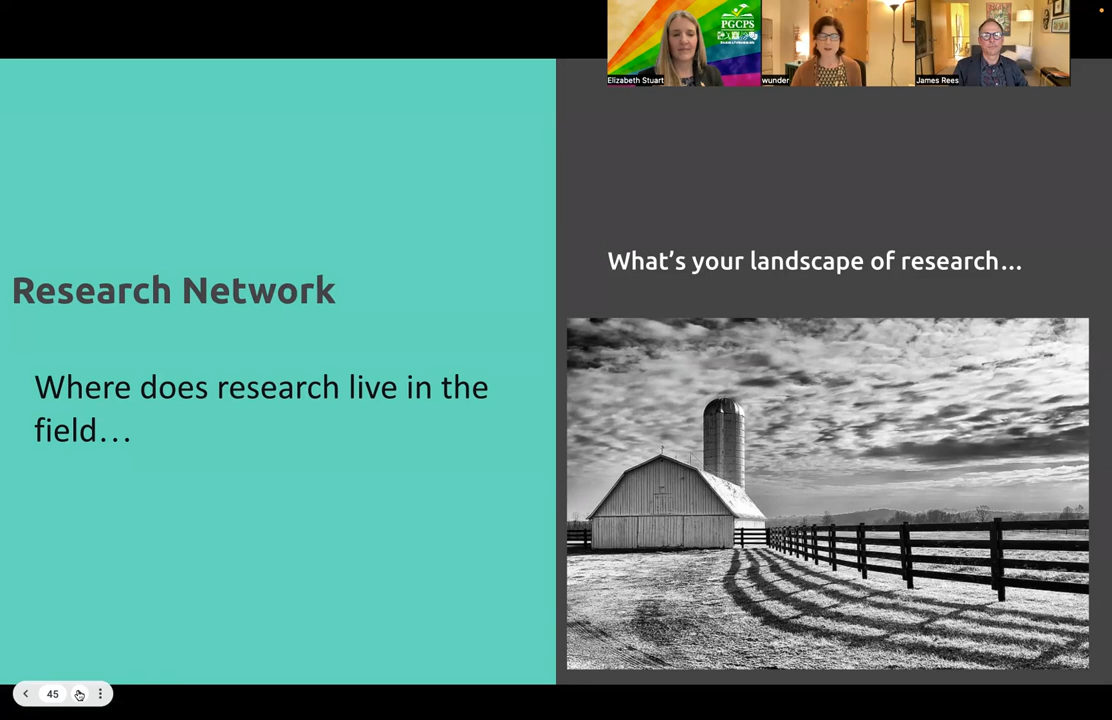 PGCPS
Elizabeth Stuart
wunder
James Rees
What's your landscape of research...
Research Network
Where does research live in the
field...
45